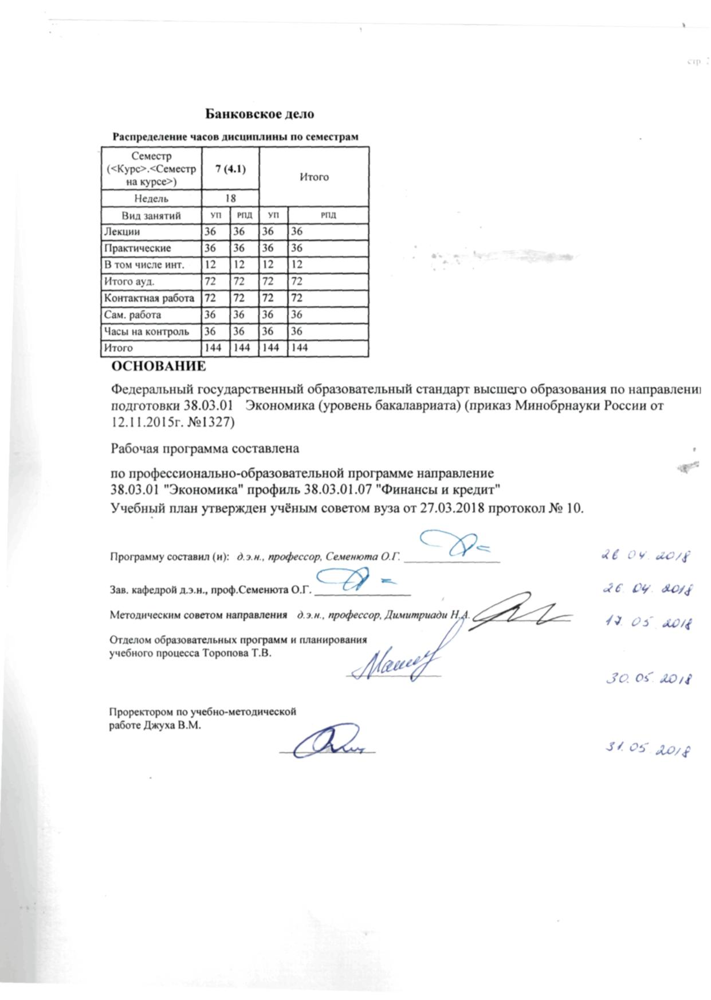 стр. 2
Банковское дело
Распределение часов дисциплины по семестрам
Семестр (<Курс>.<Семестр на курсе>) 7 (4.1) Итого
Недель 18
Вид занятий УП РПД УП РПД
Лекции 36 36 36 36
Практические 36 36 36 36
В том числе инт. 12 12 12 12
Итого ауд. 72 72 72 72
Контактная работа 72 72 72 72
Сам. работа 36 36 36 36
Часы на контроль 36 36 36 36
Итого 144 144 144 144
ОСНОВАНИЕ
Федеральный государственный образовательный стандарт высшего образования по направлени
подготовки 38.03.01 Экономика (уровень бакалавриата) (приказ Минобрнауки России от
12.11.2015г. №1327)
Рабочая программа составлена
по профессионально-образовательной программе направление
38.03.01 "Экономика" профиль 38.03.01.07 "Финансы и кредит"
Учебный план утвержден учёным советом вуза от 27.03.2018 протокол № 10.
Программу составил (и): д.э.н., профессор, Семенюта О.Г. 26 04. 2018
Зав. кафедрой д.э.н., проф.Семенюта О.Г. 26. 04. 2018
Методическим советом направления д.э.н., профессор, Димитриади Н.А. 17. 05 2018
Отделом образовательных программ и планирования
учебного процесса Торопова Т.В.
30. 05. 2018
Проректором по учебно-методической
работе Джуха В.М.
31. 05 2018